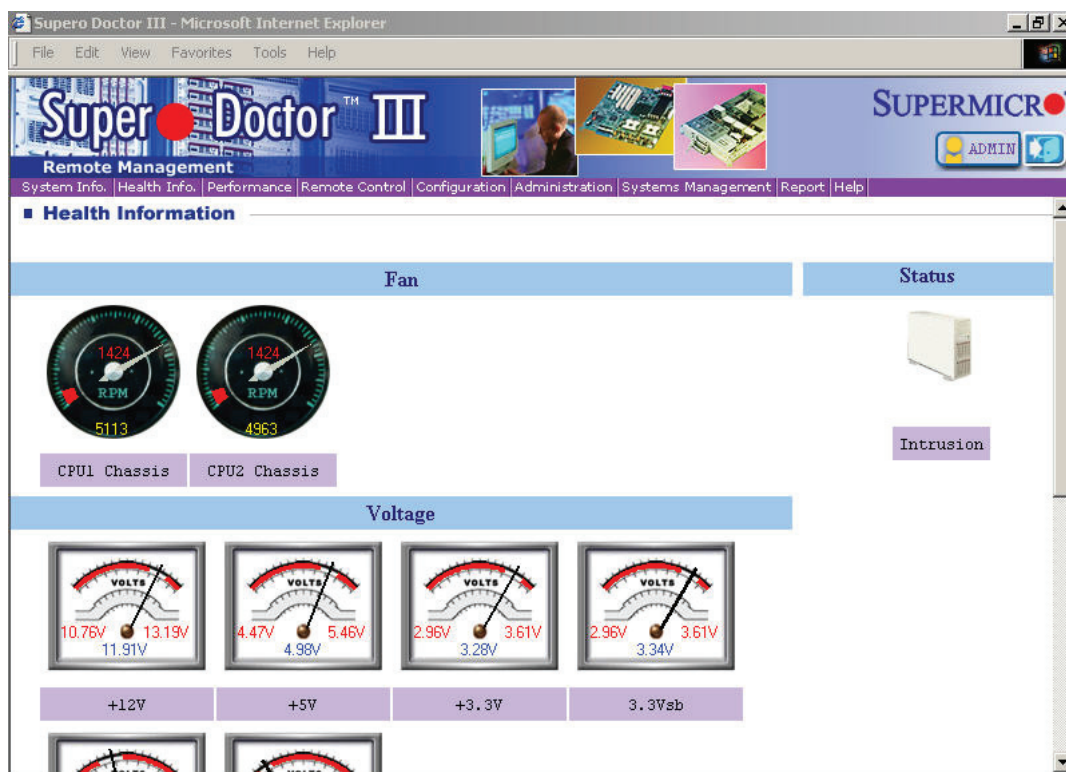 Supero Doctor III - Microsoft Internet Explorer
File Edit View Favorites Tools Help
Super Doctor ™ III
SUPERMICR
ADMIN
Remote Management
System Info. Health Info. Performance Remote Control Configuration Administration Systems Management Report Help
Health Information
Fan
Status
1424 1424
RPM RPM
5113 4963
CPU1 Chassis CPU2 Chassis
Intrusion
Voltage
VOLTS VOLTS VOLTS VOLTS
10.76V 13.19V 4.47V 5.46V 2.96V 3.61V 2.96V 3.61V
11.91V 4.98V 3.28V 3.34V
+12V +5V +3.3V 3.3Vsb